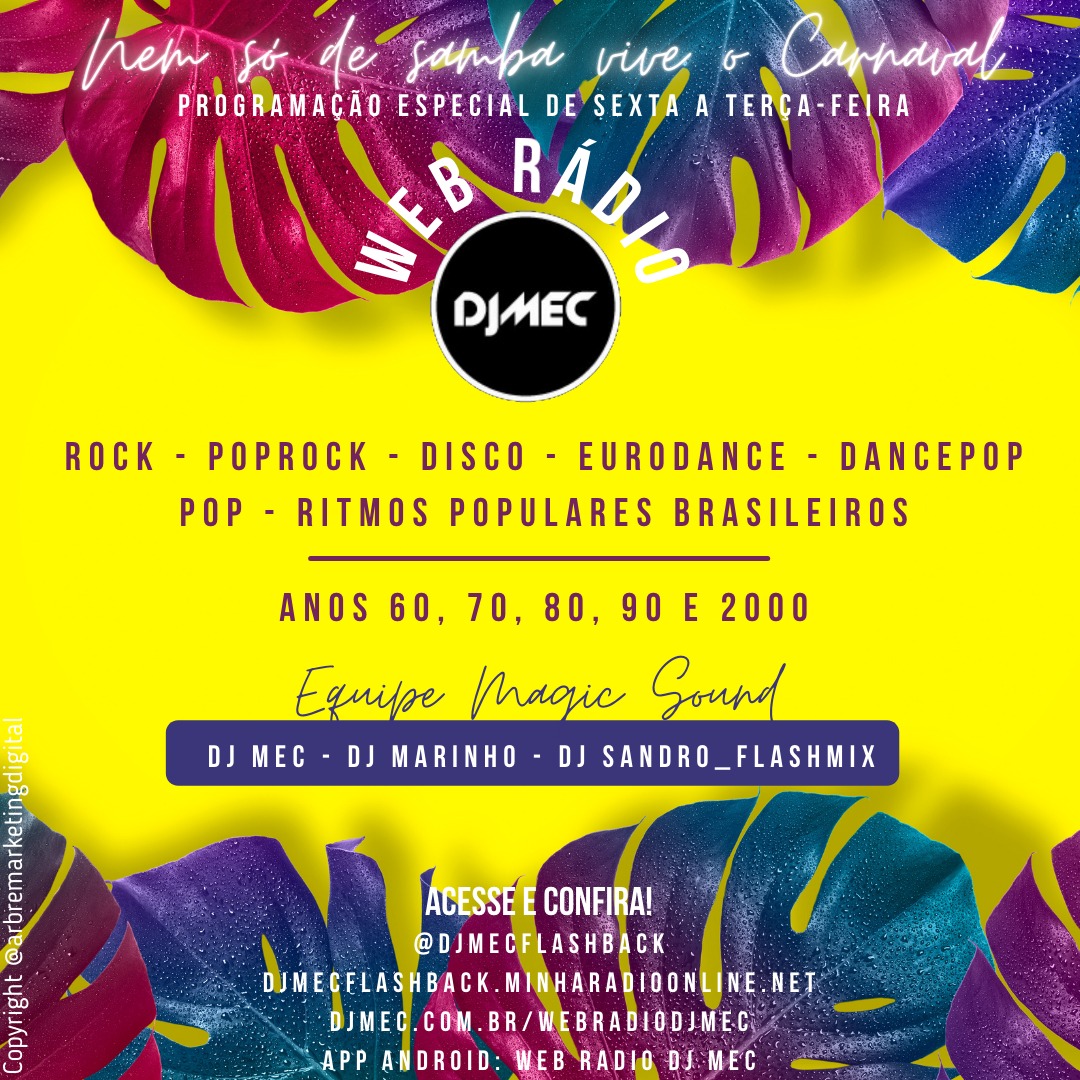 Nem só de samba vive o Carnaval
PROGRAMAÇÃO ESPECIAL DE SEXTA A TERÇA-FEIRA
WEB RÁDIO
DJMEC
ROCK - POPROCK - DISCO - EURODANCE - DANCEPOP
POP - RITMOS POPULARES BRASILEIROS
ANOS 60, 70, 80, 90 E 2000
Equipe Magic Sound
DJ MEC - DJ MARINHO - DJ SANDRO_FLASHMIX
ACESSE E CONFIRA!
@DJMECFLASHBACK
DJMECFLASHBACK.MINHARADIOONLINE.NET
DJMEC.COM.BR/WEBRADIODJMEC
APP ANDROID: WEB RADIO DJ MEC
Copyright @arbremarketingdigital